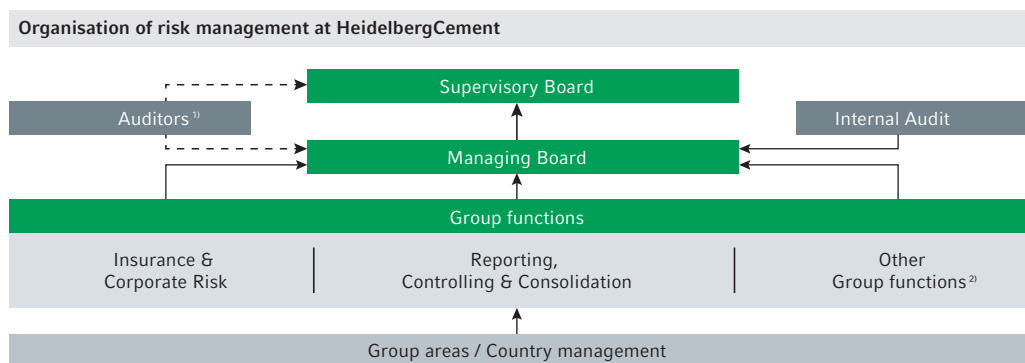 Organisation of risk management at HeidelbergCement
Supervisory Board
Auditors ¹⁾
Internal Audit
Managing Board
Group functions
Insurance &
Corporate Risk
Reporting,
Controlling & Consolidation
Other
Group functions ²⁾
Group areas / Country management